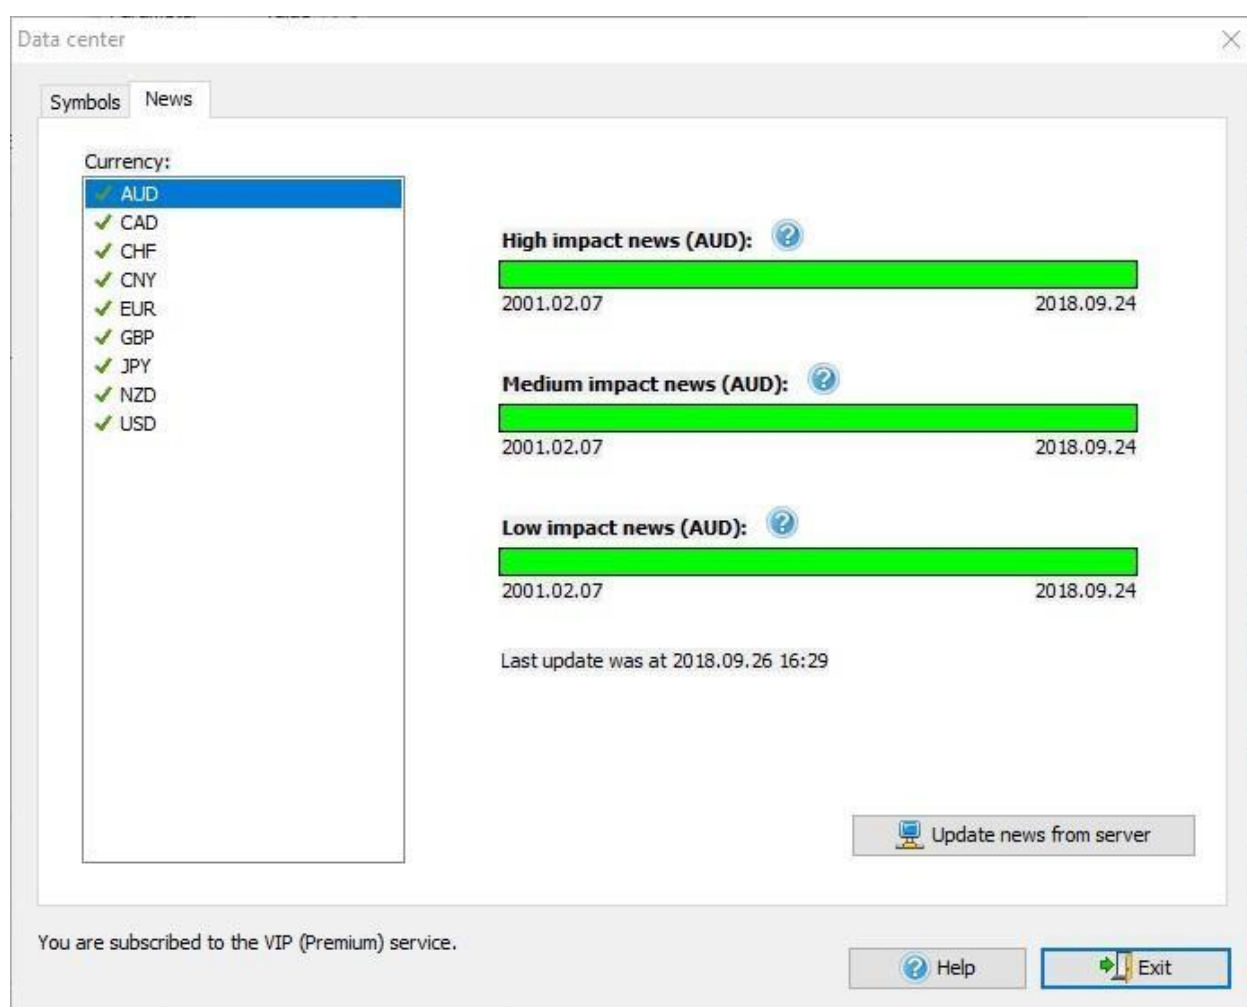 Data center
Symbols
News
Currency:
AUD
CAD
CHF
CNY
EUR
GBP
JPY
NZD
USD
High impact news (AUD):
2001.02.07 2018.09.24
Medium impact news (AUD):
2001.02.07 2018.09.24
Low impact news (AUD):
2001.02.07 2018.09.24
Last update was at 2018.09.26 16:29
Update news from server
You are subscribed to the VIP (Premium) service.
Help
Exit